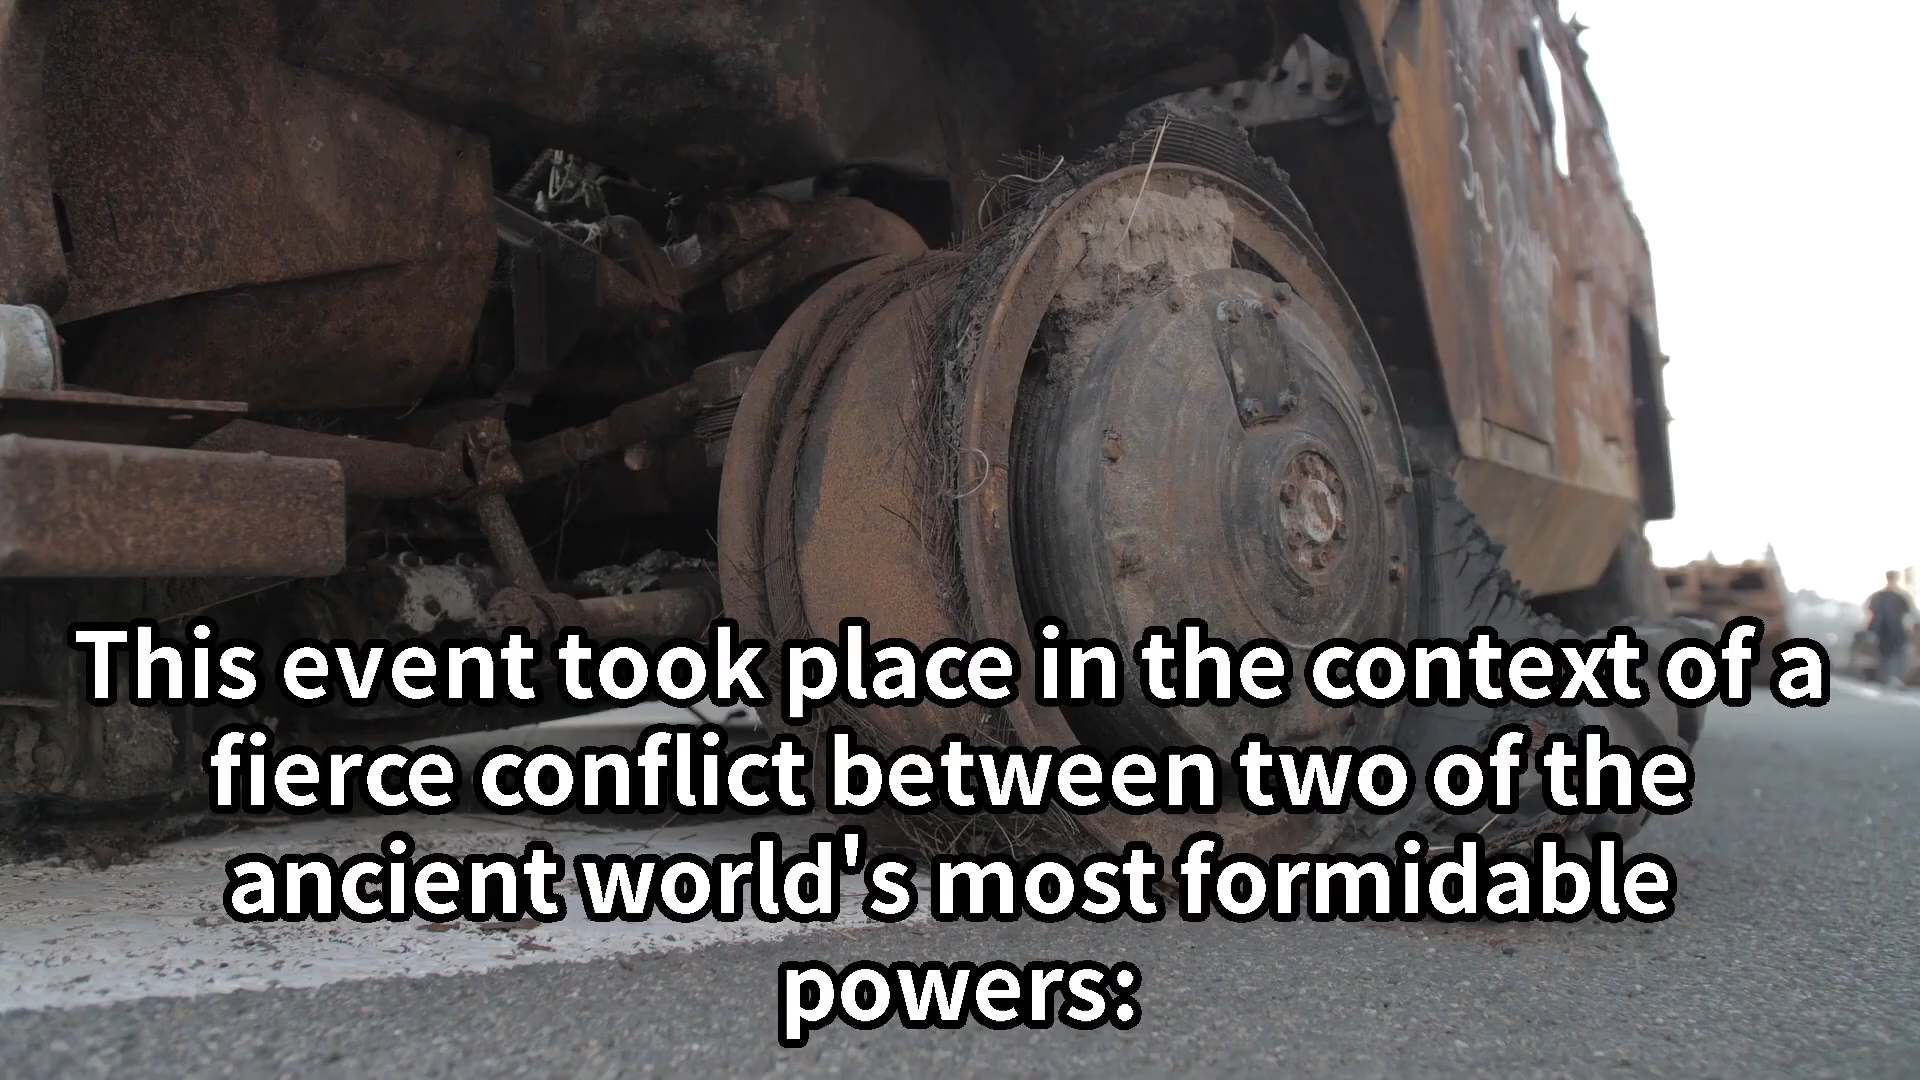 This event took place in the context of a
fierce conflict between two of the
ancient world's most formidable
powers: